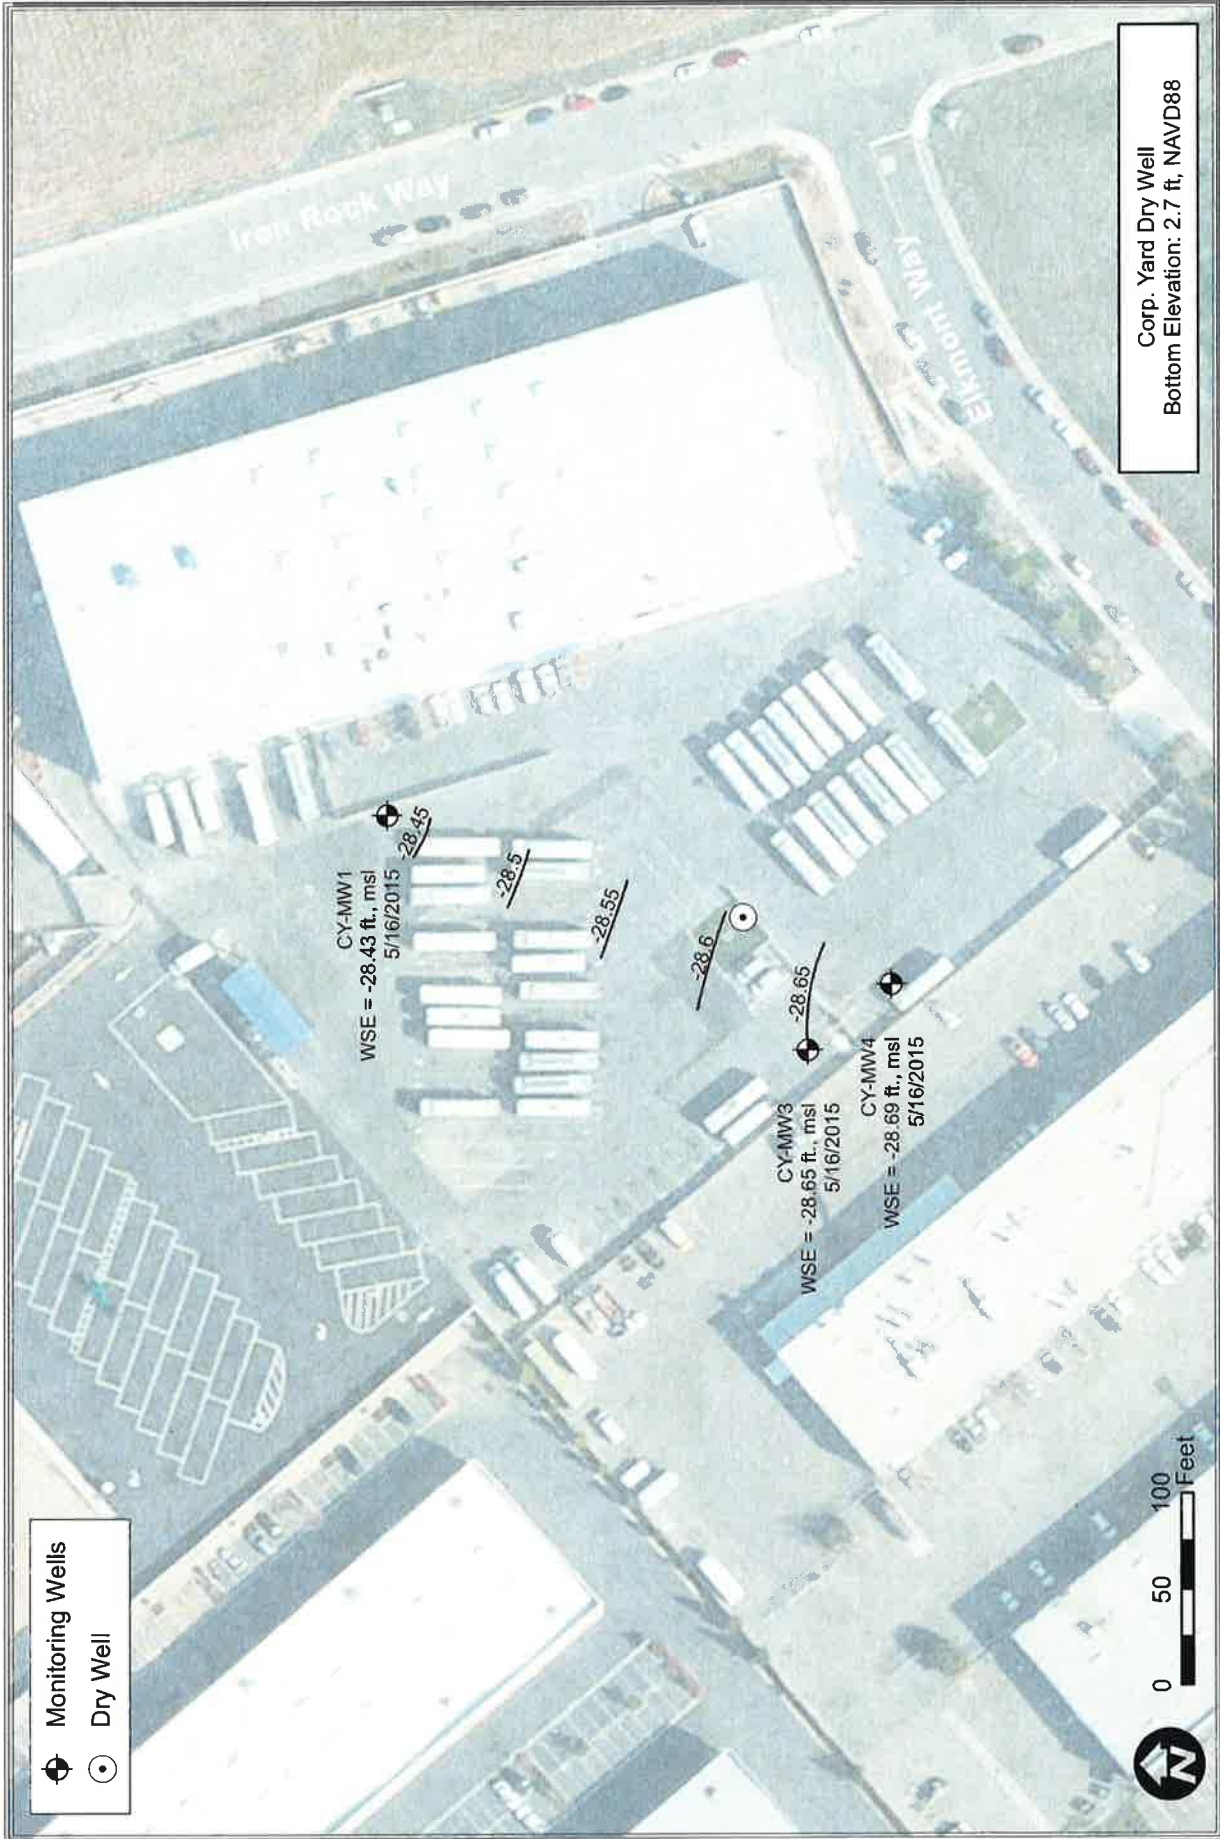 Monitoring Wells
Dry Well
Iron Rock Way
Elkmont Way
CY-MW1
WSE = -28.43 ft., msl
5/16/2015
-28.45
-28.5
-28.55
-28.6
-28.65
CY-MW3
WSE = -28.65 ft., msl
5/16/2015
CY-MW4
WSE = -28.69 ft., msl
5/16/2015
N
0 50 100
Feet
Corp. Yard Dry Well
Bottom Elevation: 2.7 ft, NAVD88